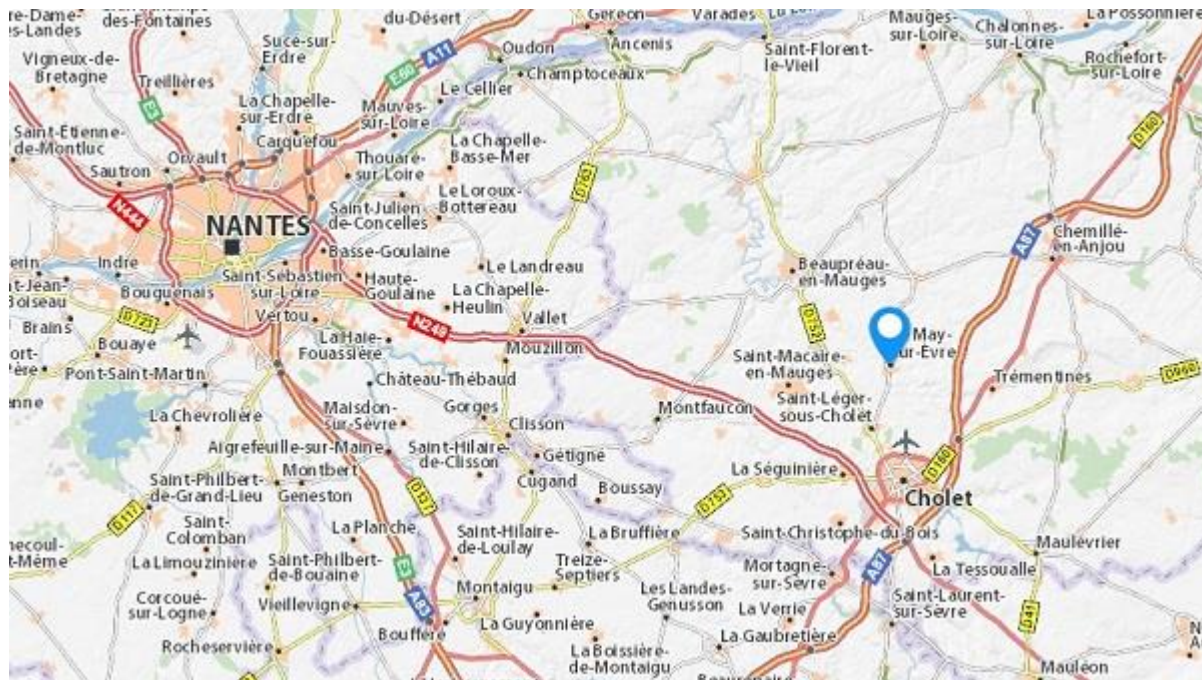 re-Dame-
s-Landes
des-Fontaines
Vigneux-de-
Bretagne
Treillières
Sucé-sur-
Erdre
du-Désert
A11
E60
Oudon
Géréon
Ancenis
Champtoceaux
Varades
Saint-Florent-
le-Vieil
Mauges-
sur-Loire
Chalonnes-
sur-Loire
La Possonnière
Rochefort-
sur-Loire
E3
La Chapelle-
sur-Erdre
Mauves-
sur-Loire
Le Cellier
Saint-Étienne-
de-Montluc
Carquefou
La Chapelle-
Basse-Mer
D160
Sautron
Orvault
Thouaré-
sur-Loire
Le Loroux-
Bottereau
D763
N444
NANTES
Saint-Julien-
de-Concelles
Basse-Goulaine
A87
Chemillé-
en-Anjou
Indre
Saint-Sébastien-
sur-Loire
Haute-
Goulaine
Le Landreau
Beaupréau-
en-Mauges
nt-Jean-
Boiseau
Bouguenais
Vertou
La Chapelle-
Heulin
Brains
D723
N249
Vallet
D752
May-
sur-Èvre
Bouaye
La Haie-
Fouassière
Mouzillon
Saint-Macaire-
en-Mauges
Pont-Saint-Martin
Château-Thébaud
Trémentines
D960
La Chevrolière
Maisdon-
sur-Sèvre
Gorges
Montfaucon
Saint-Léger-
sous-Cholet
Clisson
Aigrefeuille-sur-Maine
Saint-Hilaire-
de-Clisson
Gétigné
D160
Saint-Philbert-
de-Grand-Lieu
Montbert
Geneston
Cugand
Boussay
La Séguinière
Cholet
D137
D753
D117
Saint-
Colomban
La Planche
Saint-Hilaire-
de-Loulay
La Bruffière
Saint-Christophe-du-Bois
Maulévrier
necoul-
t-Même
La Limouzinière
Saint-Philbert-
de-Bouaine
E3
Treize-
Septiers
Mortagne-
sur-Sèvre
A87
La Tessoualle
Corcoué-
sur-Logne
Vieillevigne
A83
Montaigu
Les Landes-
Genusson
La Verrie
Saint-Laurent-
sur-Sèvre
D41
Rocheservière
Boufféré
La Guyonnière
La Boissière-
de-Montaigu
La Gaubretière
Beaurepaire
Mauléon